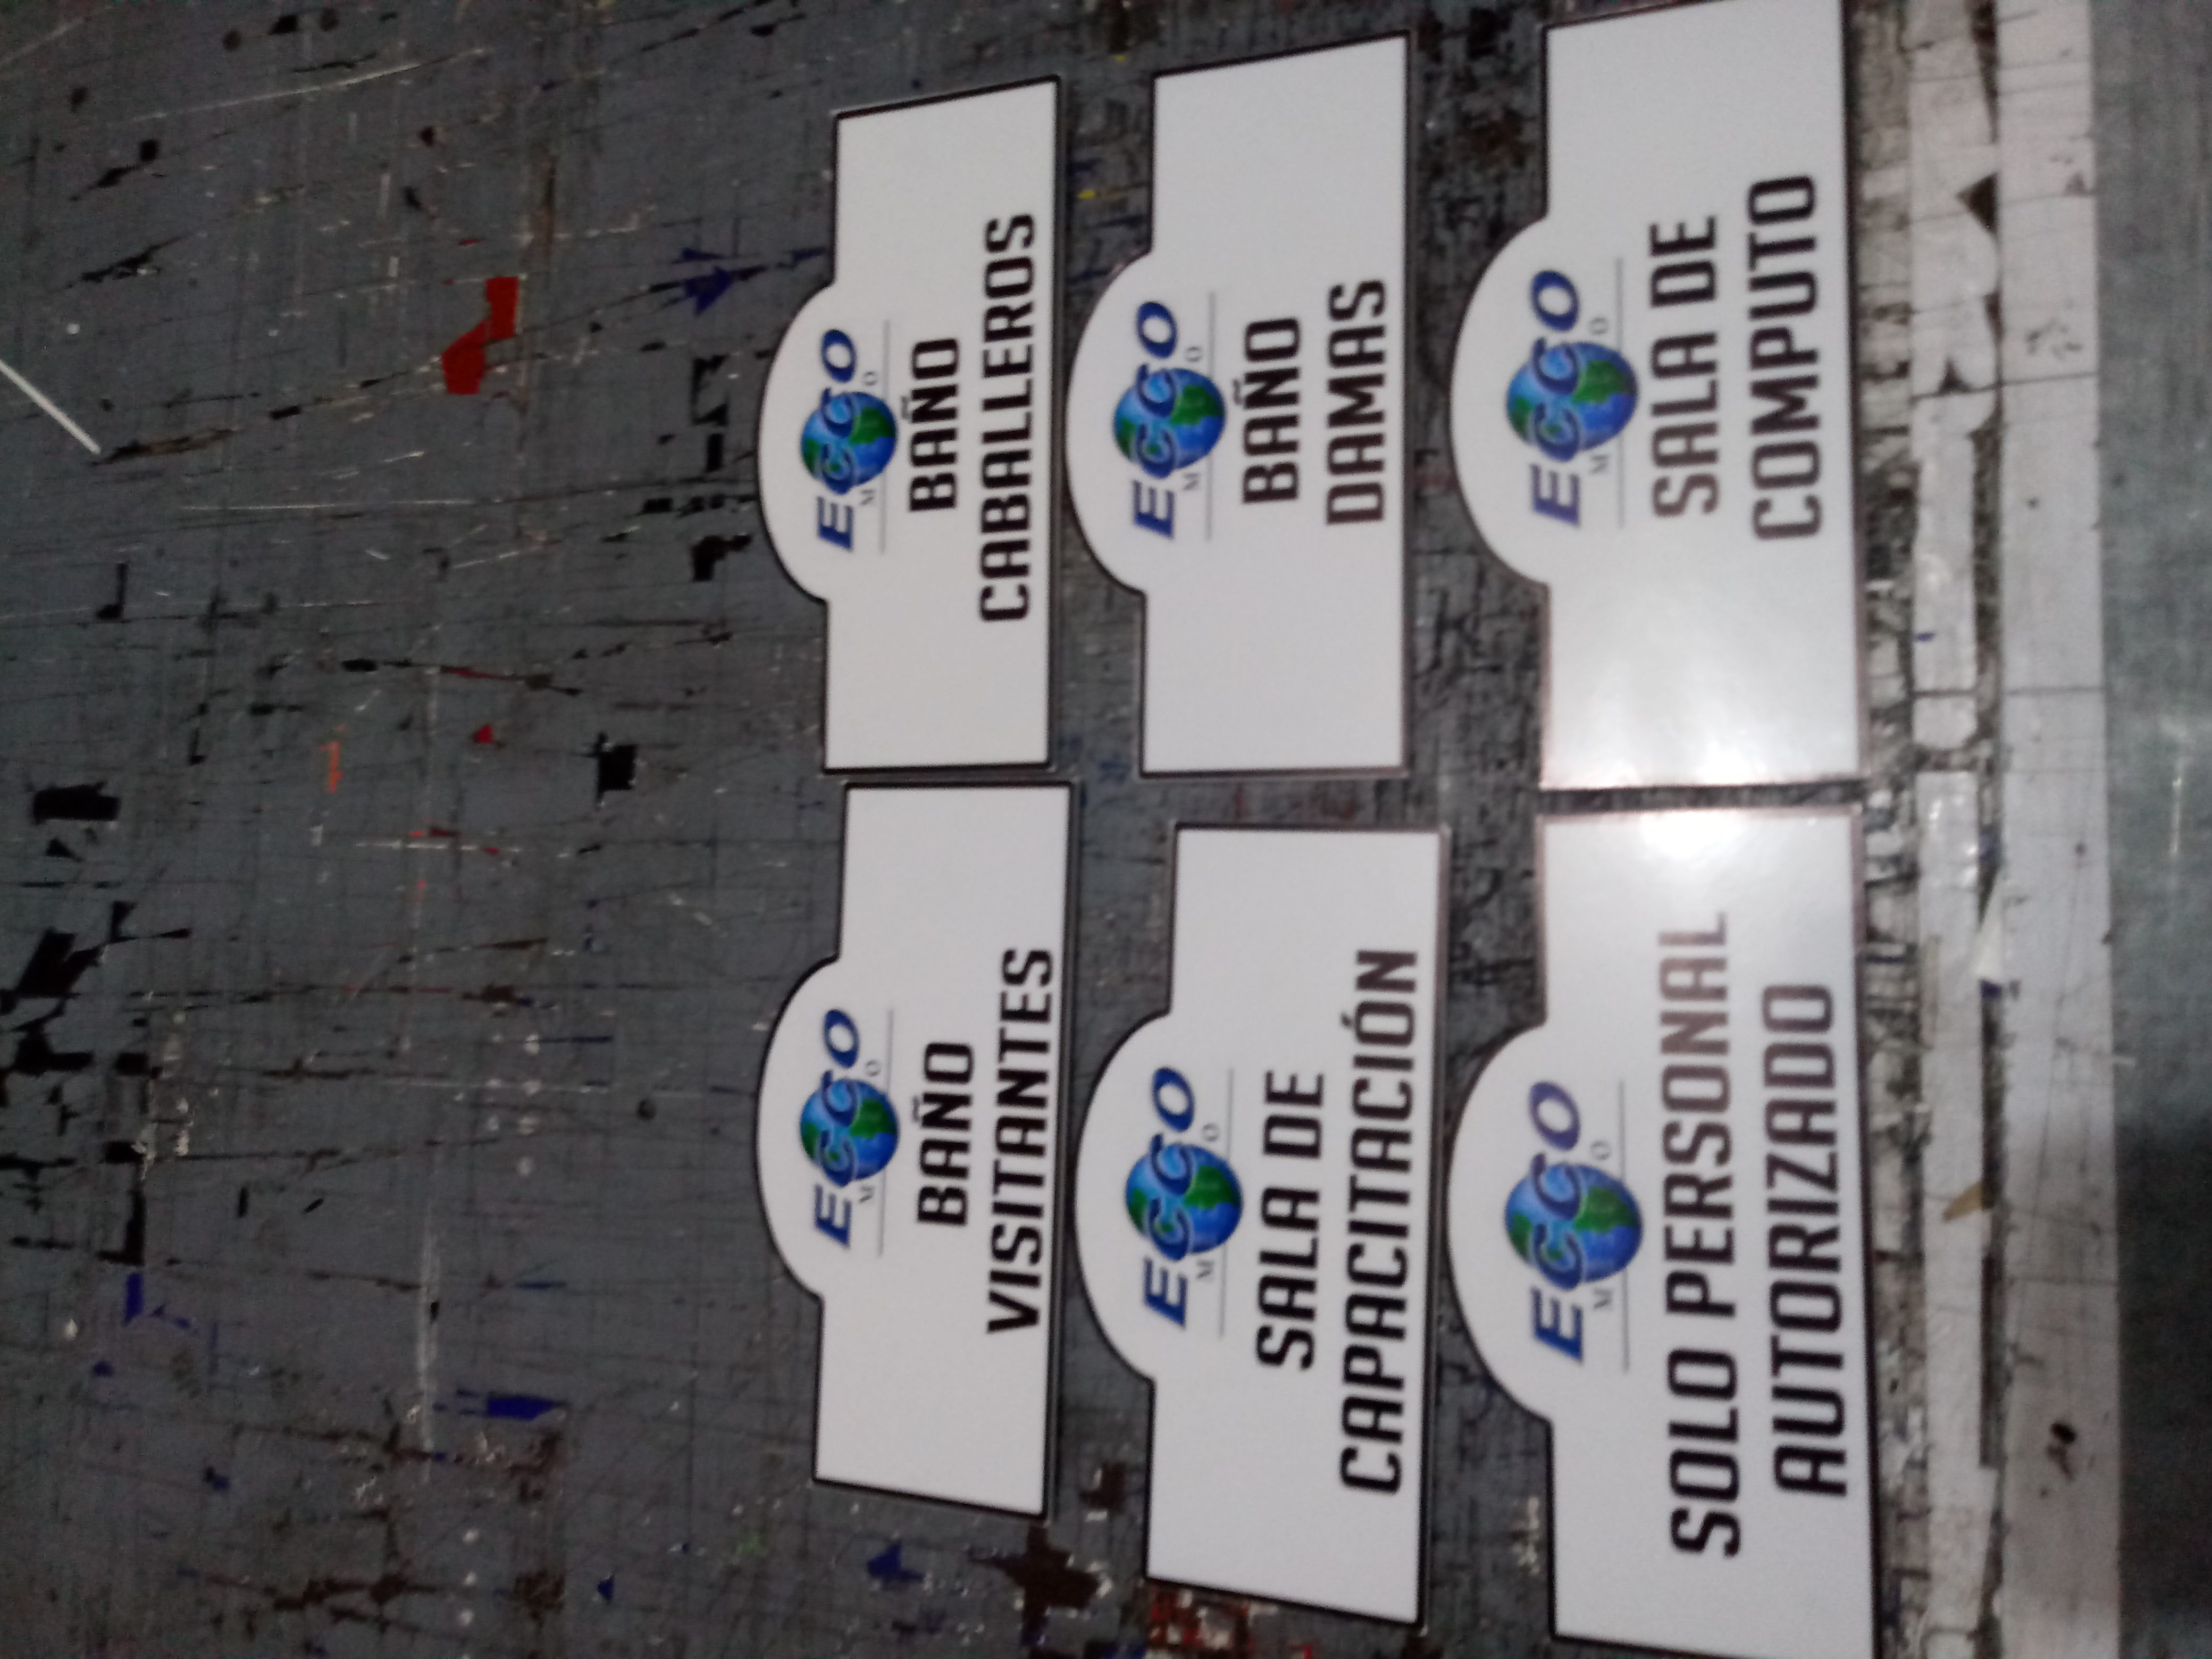 ECCO
M O
BAÑO
VISITANTES
ECCO
M O
BAÑO
CABALLEROS
ECCO
M O
SALA DE
CAPACITACIÓN
ECCO
M O
BAÑO
DAMAS
ECCO
M O
SOLO PERSONAL
AUTORIZADO
ECCO
M O
SALA DE
COMPUTO